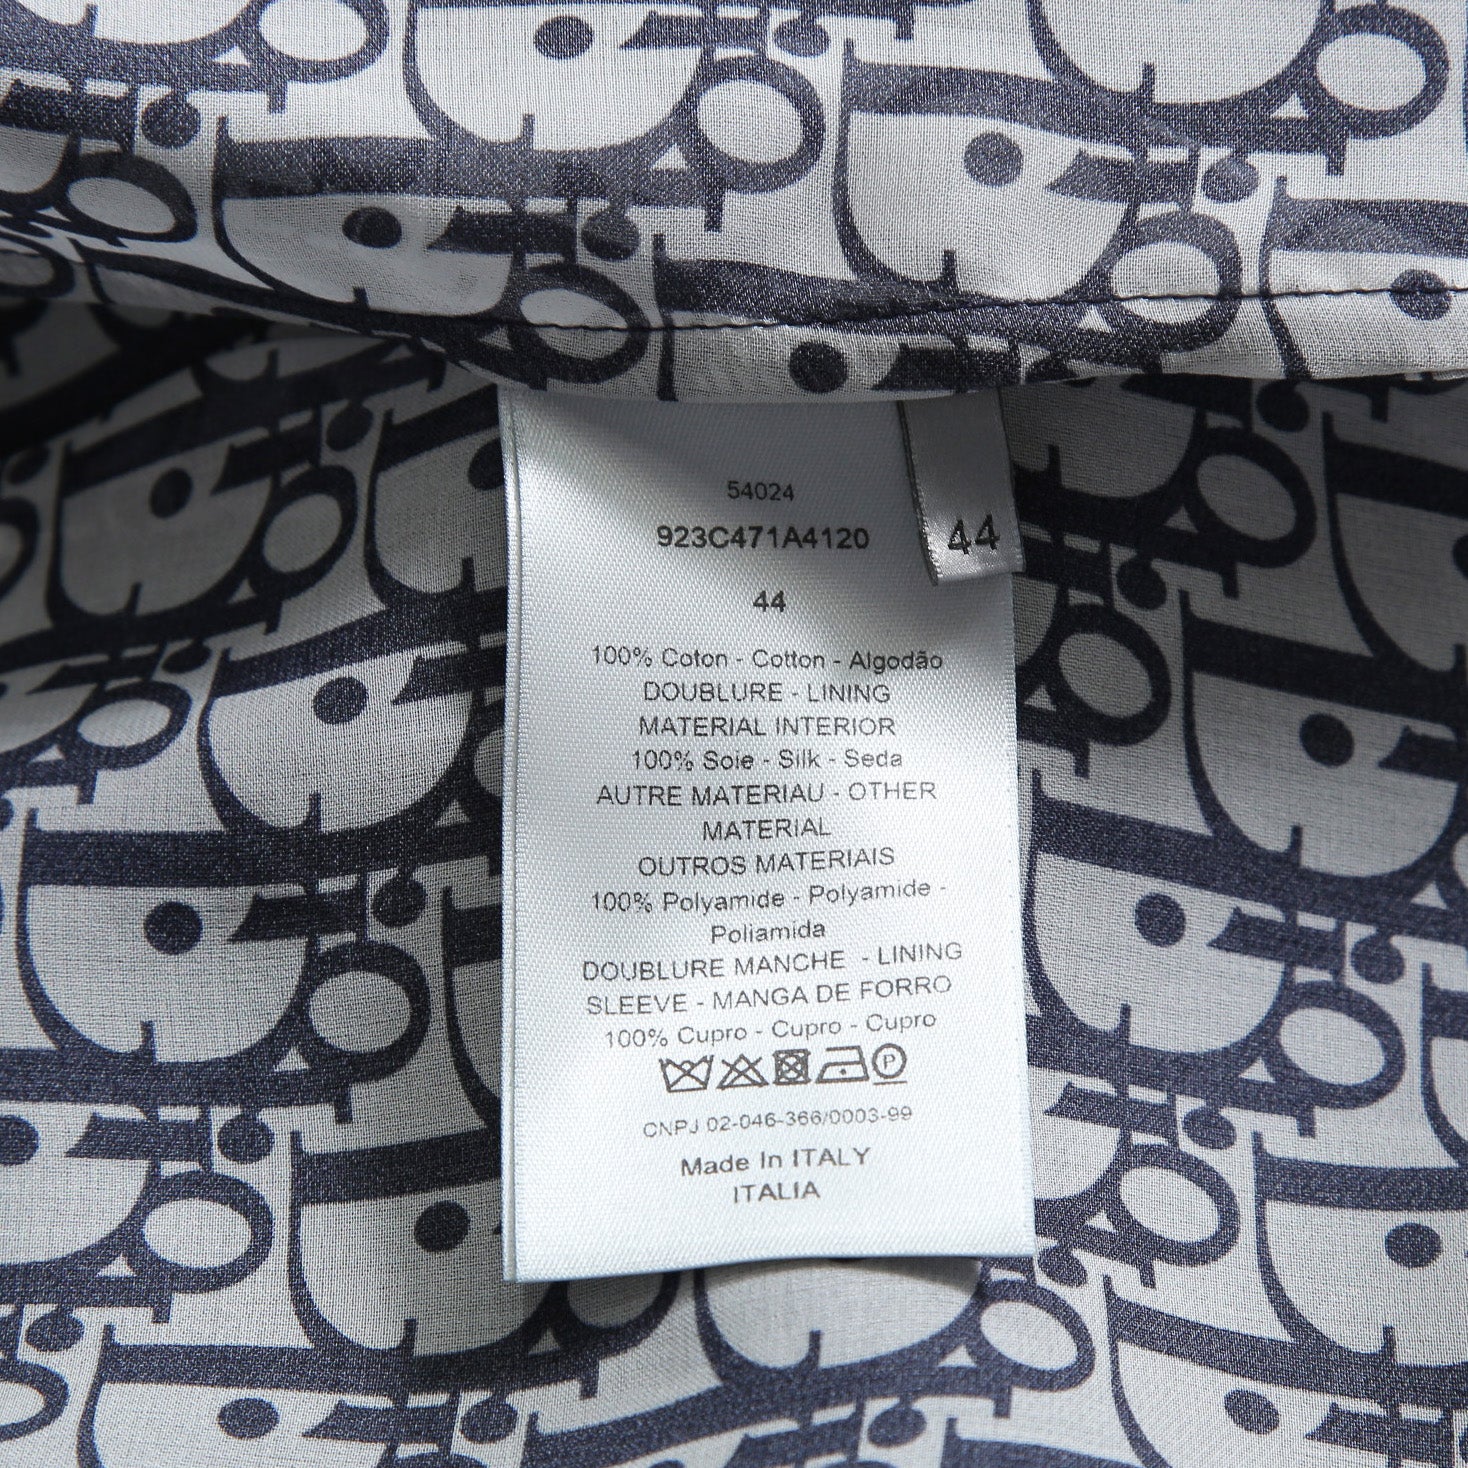 54024
923C471A4120
44
44
100% Coton - Cotton - Algodão
DOUBLURE - LINING
MATERIAL INTERIOR
100% Soie - Silk - Seda
AUTRE MATERIAU - OTHER
MATERIAL
OUTROS MATERIAIS
100% Polyamide - Polyamide -
Poliamida
DOUBLURE MANCHE - LINING
SLEEVE - MANGA DE FORRO
100% Cupro - Cupro - Cupro
P
CNPJ 02-046-366/0003-99
Made In ITALY
ITALIA